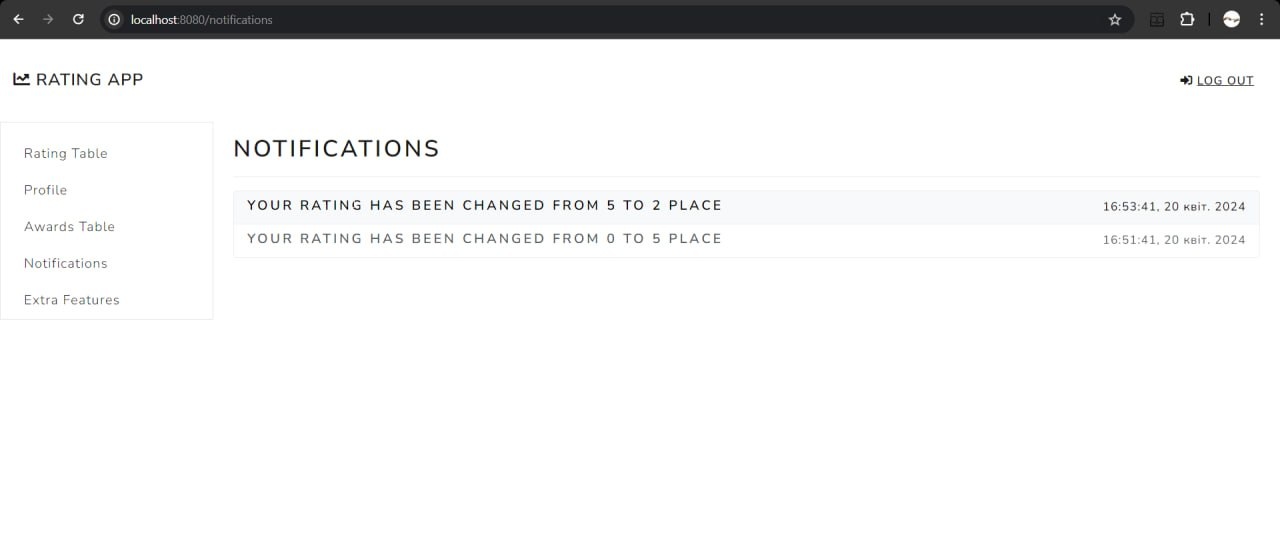 localhost:8080/notifications
RATING APP
LOG OUT
Rating Table
Profile
Awards Table
Notifications
Extra Features
NOTIFICATIONS
YOUR RATING HAS BEEN CHANGED FROM 5 TO 2 PLACE 16:53:41, 20 квіт. 2024
YOUR RATING HAS BEEN CHANGED FROM 0 TO 5 PLACE 16:51:41, 20 квіт. 2024